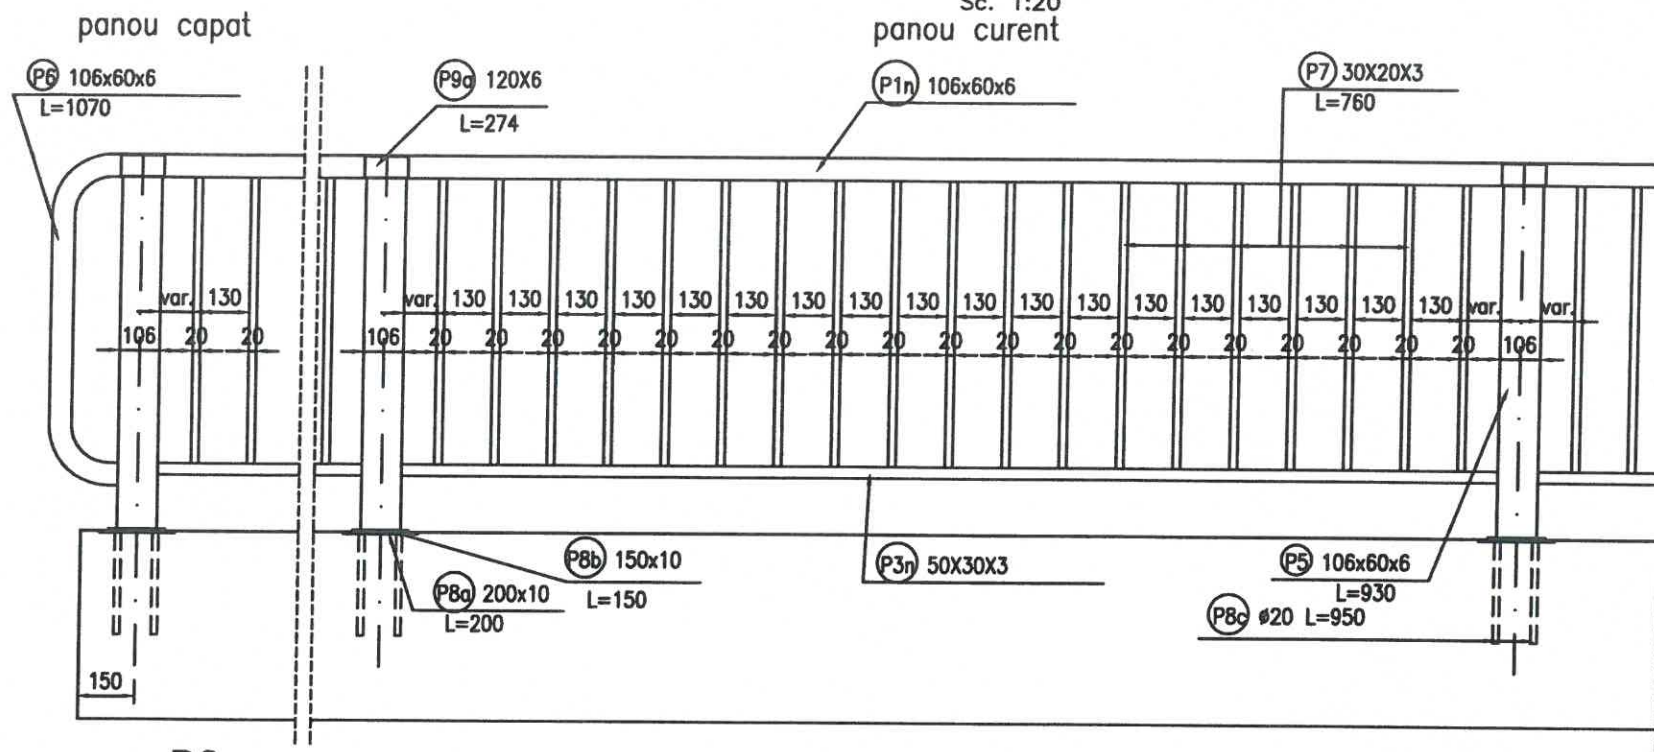 Sc. 1:20
panou capat
panou curent
P6 106x60x6
L=1070
P9a 120X6
L=274
P1n 106x60x6
P7 30X20X3
L=760
var. 130
var. 130 130 130 130 130 130 130 130 130 130 130 130 130 130 130 130 130 130 var. var.
106 20 20
106 20 20 20 20 20 20 20 20 20 20 20 20 20 20 20 20 20 20 20 106
P8b 150x10
L=150
P8a 200x10
L=200
P3n 50X30X3
P5 106x60x6
L=930
P8c ø20 L=950
150